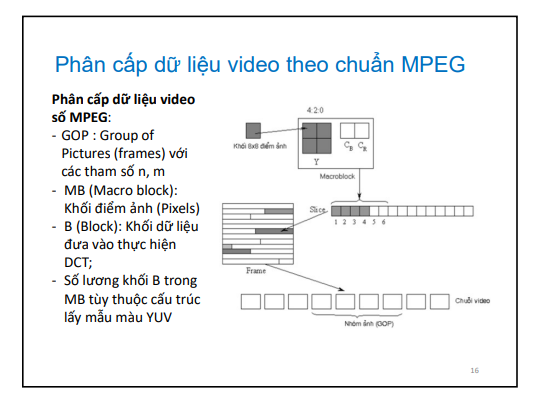 Phân cấp dữ liệu video theo chuẩn MPEG
Phân cấp dữ liệu video
số MPEG:
- GOP : Group of
Pictures (frames) với
các tham số n, m
- MB (Macro block):
Khối điểm ảnh (Pixels)
- B (Block): Khối dữ liệu
đưa vào thực hiện
DCT;
- Số lương khối B trong
MB tùy thuộc cấu trúc
lấy mẫu màu YUV
4:2:0
Khối 8x8 điểm ảnh
Y
CB CR
Macroblock
Slice
1 2 3 4 5 6
Frame
Chuỗi video
Nhóm ảnh (GOP)
16